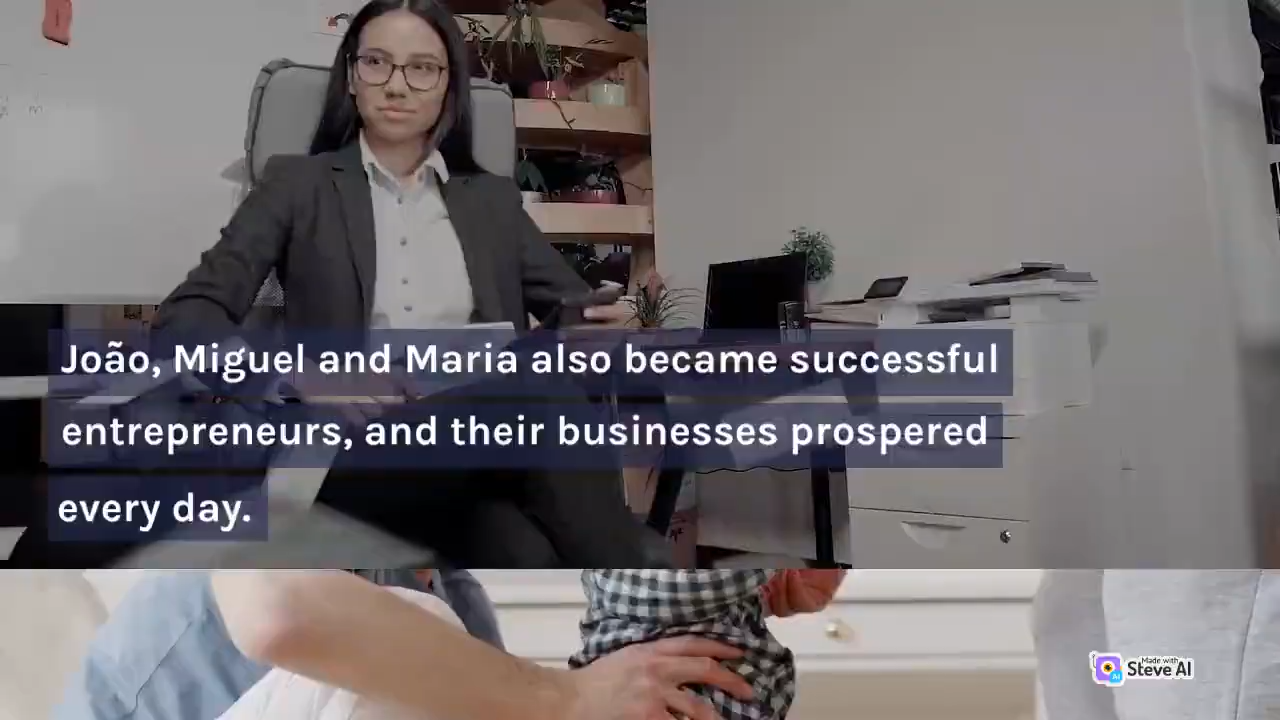 João, Miguel and Maria also became successful
entrepreneurs, and their businesses prospered
every day.
Made with
Steve AI